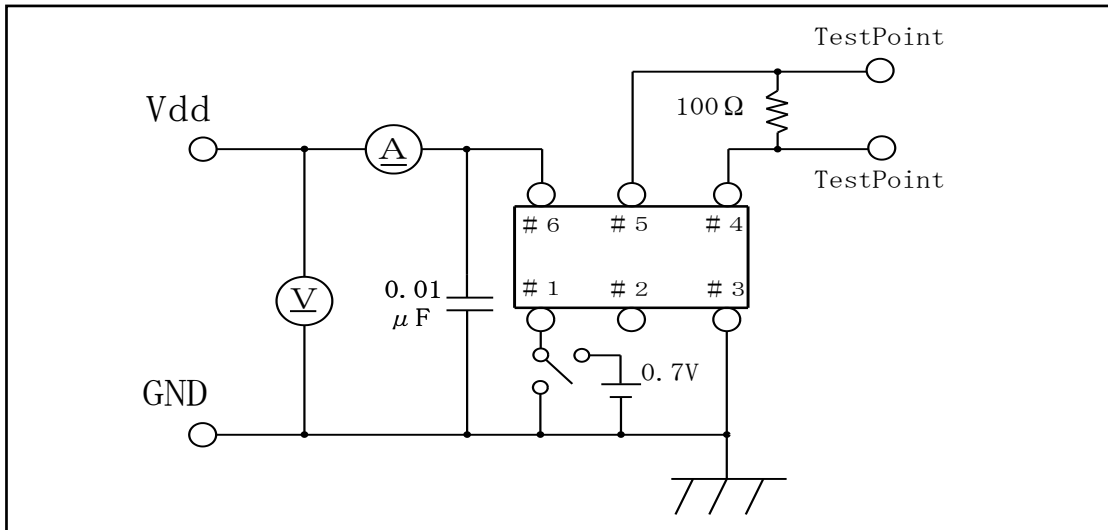 TestPoint
Vdd
100Ω
A
TestPoint
#6 #5 #4
#1 #2 #3
V
0.01
μF
0.7V
GND